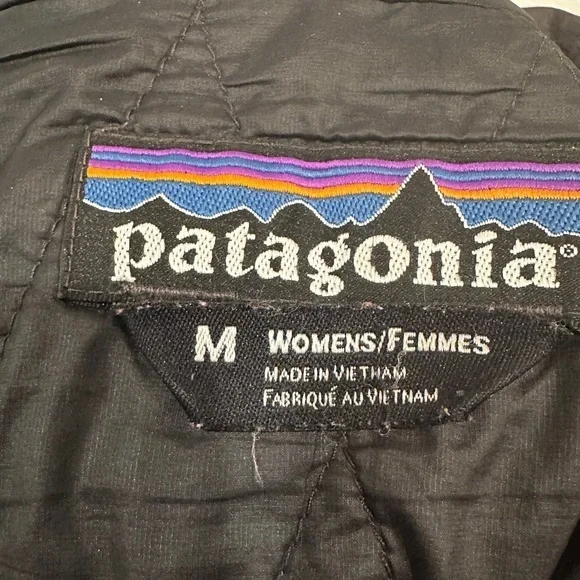 patagonia®
M WOMENS/FEMMES
MADE IN VIETNAM
FABRIQUÉ AU VIETNAM